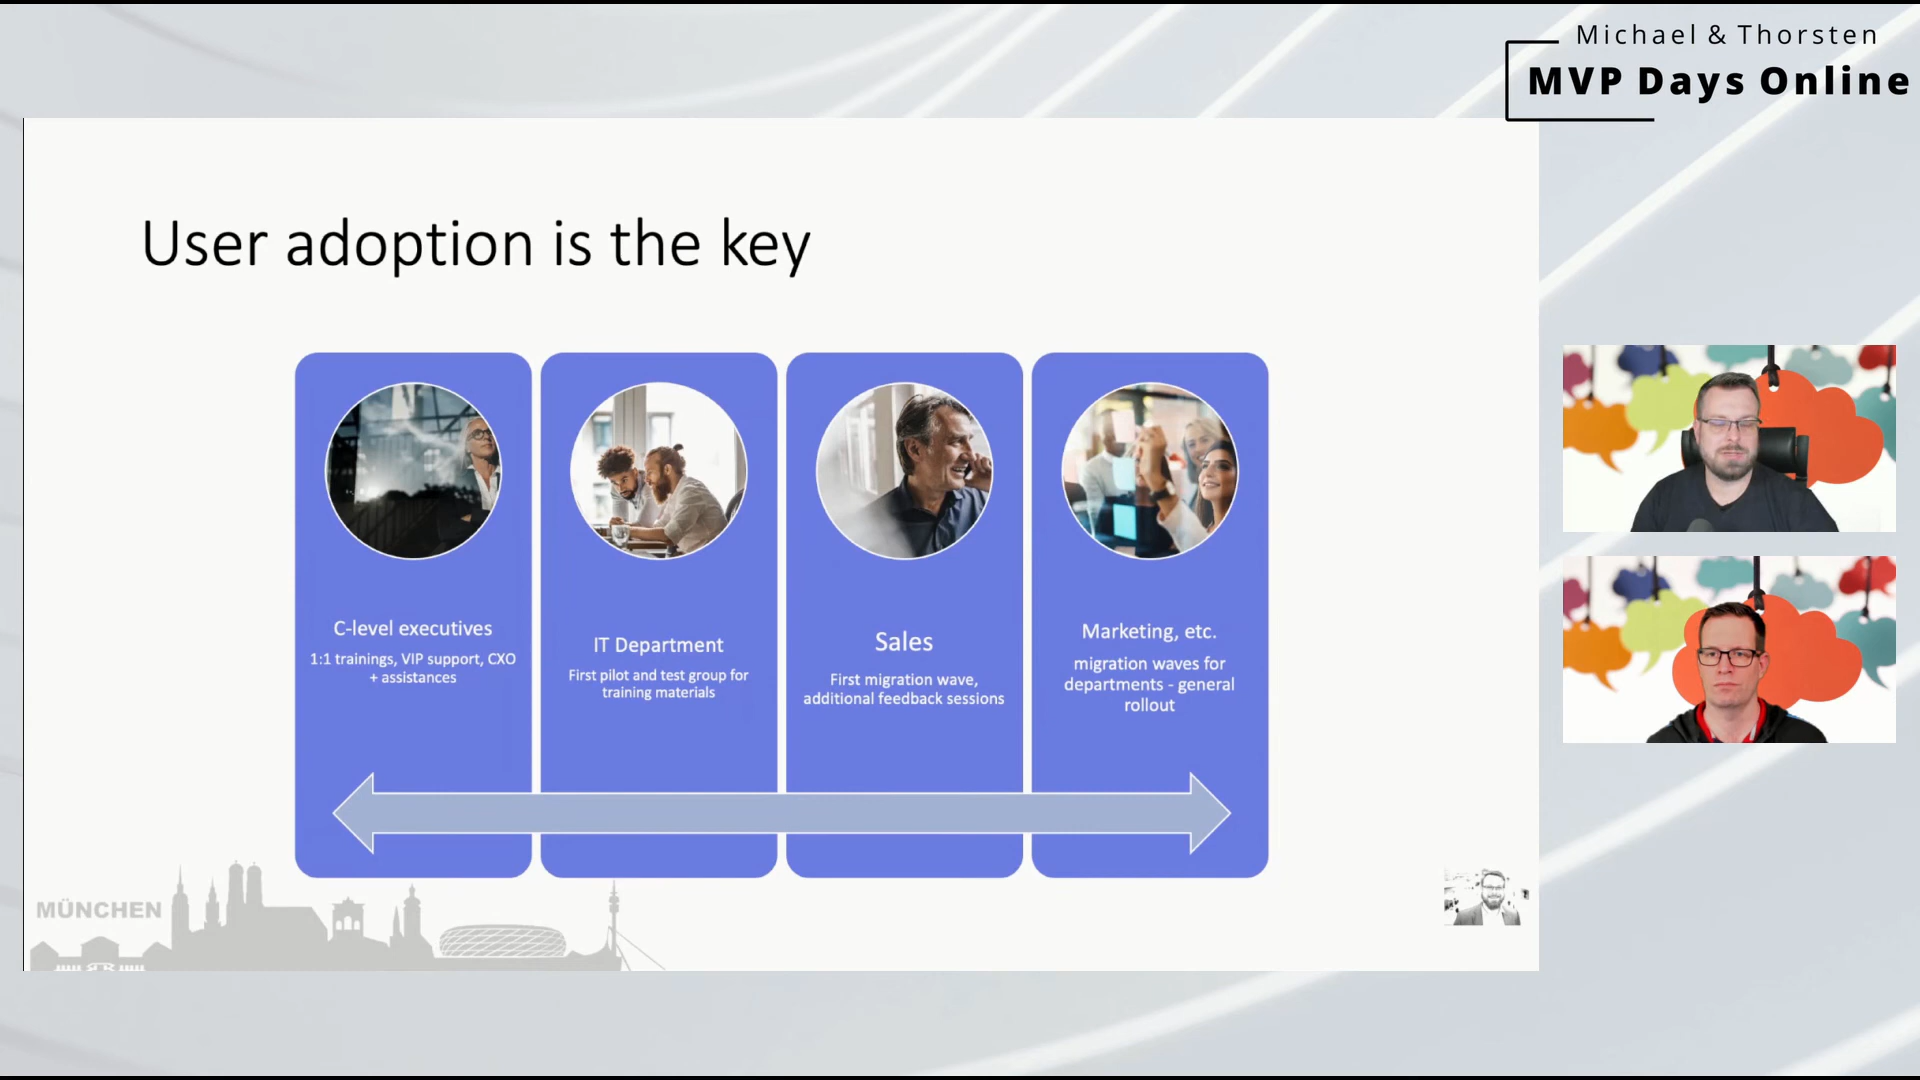 Michael & Thorsten
MVP Days Online
User adoption is the key
C-level executives
1:1 trainings, VIP support, CXO
+ assistances
IT Department
First pilot and test group for
training materials
Sales
First migration wave,
additional feedback sessions
Marketing, etc.
migration waves for
departments - general
rollout
MÜNCHEN